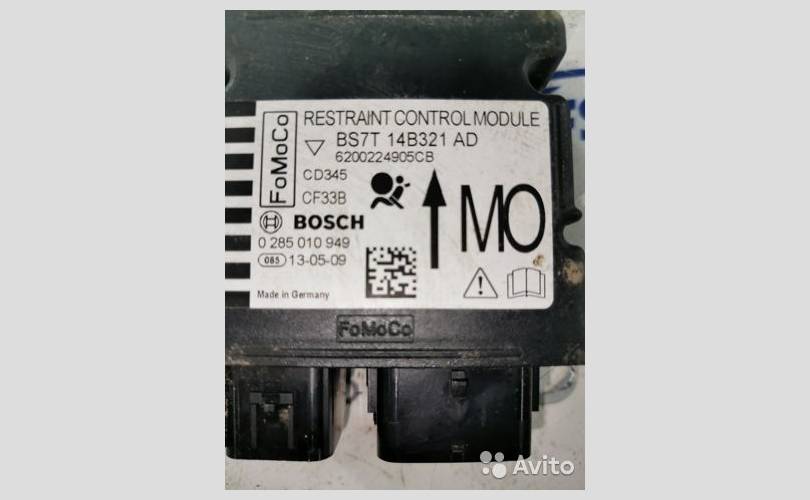 RESTRAINT CONTROL MODULE
FoMoCo
BS7T 14B321 AD
6200224905CB
CD345
CF33B
BOSCH
MO
0 285 010 949
085 13-05-09
Made in Germany
FoMoCo
Avito